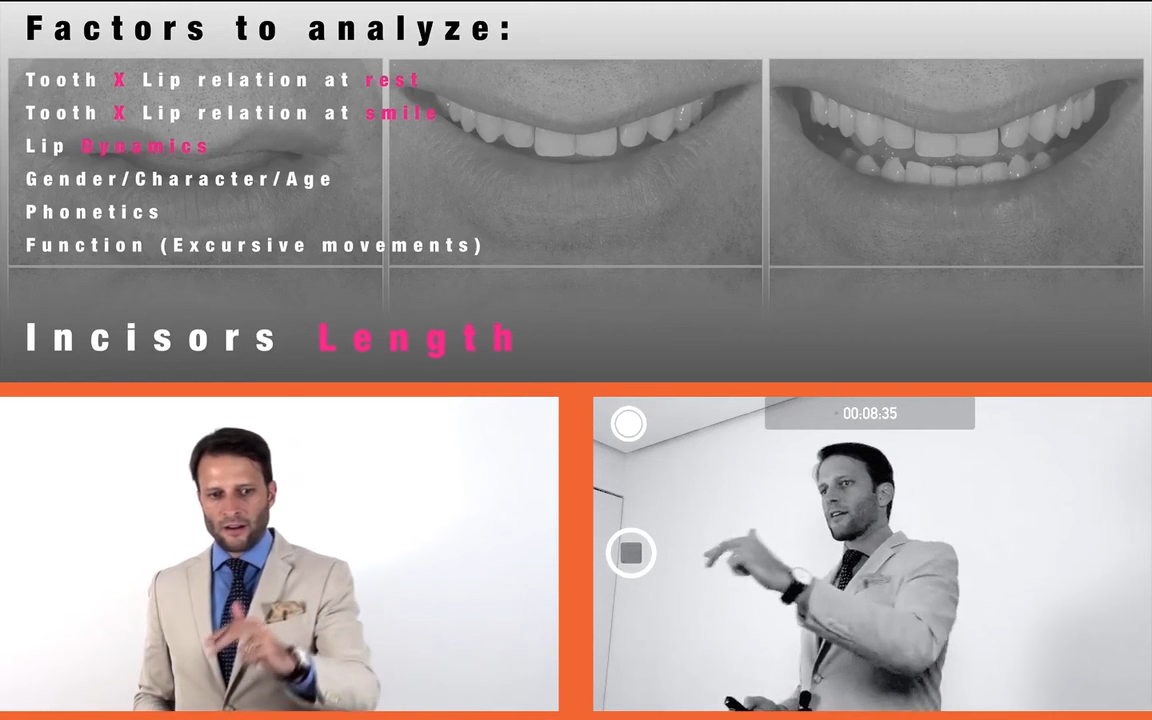 Factors to analyze:
Tooth X Lip relation at rest
Tooth X Lip relation at smile
Lip Dynamics
Gender/Character/Age
Phonetics
Function (Excursive movements)
Incisors Length
00:08:35